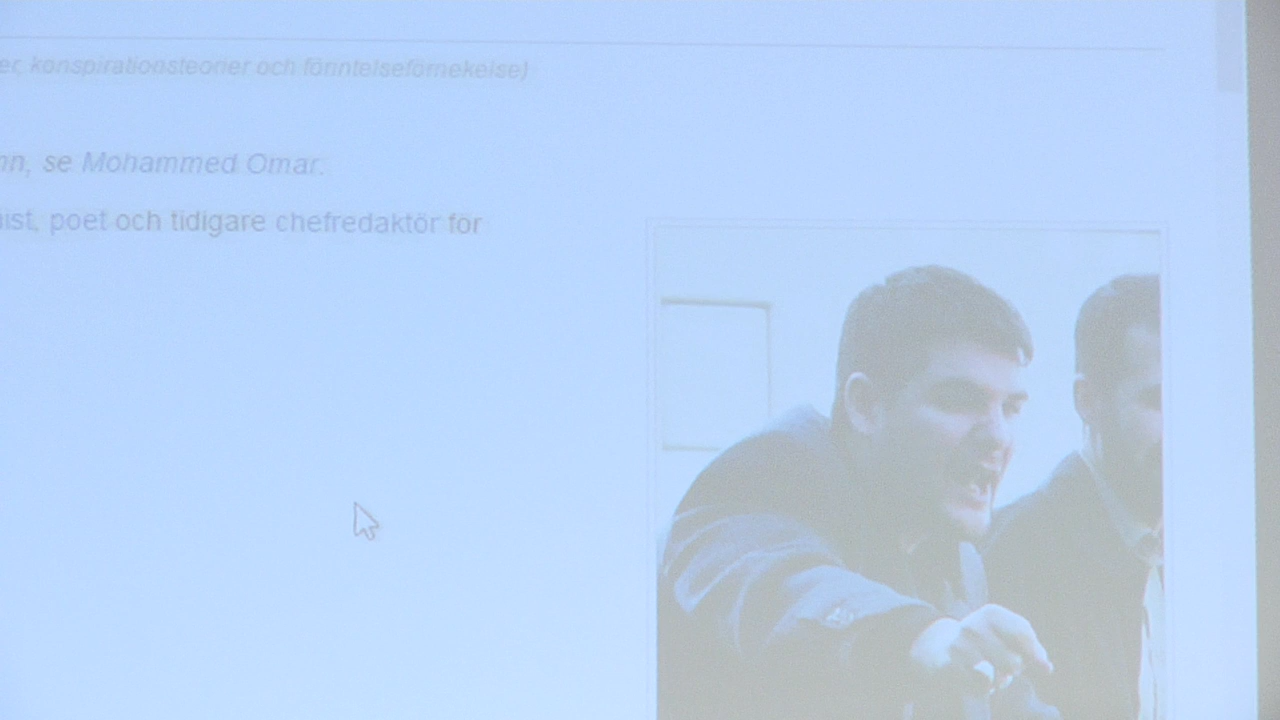 er, konspirationsteorier och förintelseförnekelse)
nn, se Mohammed Omar.
ist, poet och tidigare chefredaktör för